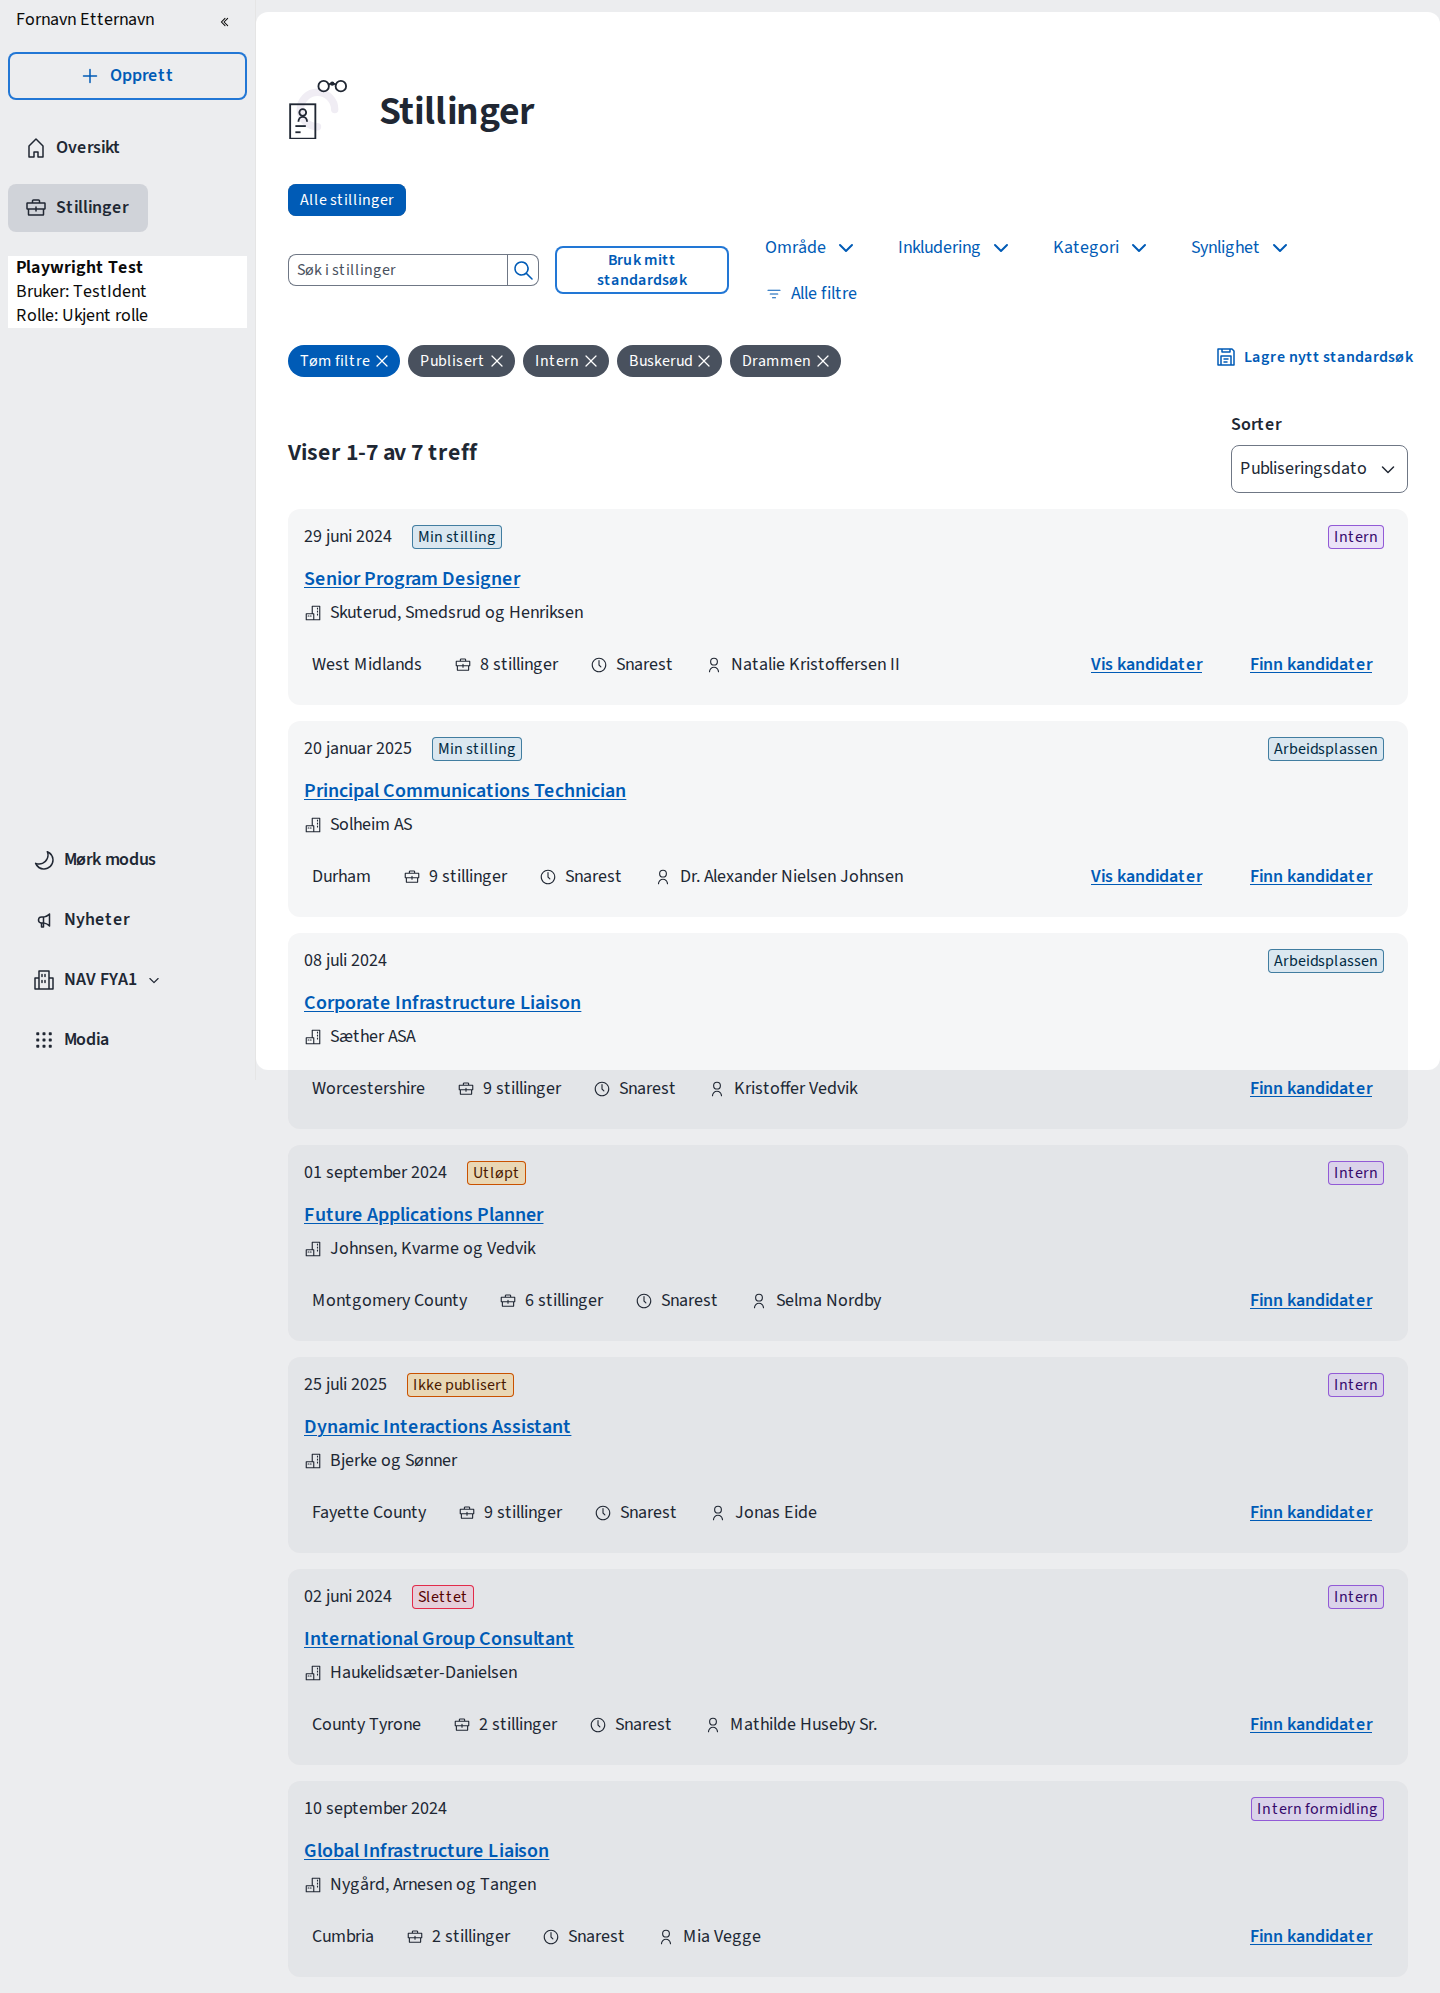 Fornavn Etternavn
Opprett
Oversikt
Stillinger
Playwright Test
Bruker: TestIdent
Rolle: Ukjent rolle
Mørk modus
Nyheter
NAV FYA1
Modia
Stillinger
Alle stillinger
Søk i stillinger
Bruk mitt
standardsøk
Område
Inkludering
Kategori
Synlighet
Alle filtre
Tøm filtre
Publisert
Intern
Buskerud
Drammen
Lagre nytt standardsøk
Viser 1-7 av 7 treff
Sorter
Publiseringsdato
29 juni 2024 Min stilling Intern
Senior Program Designer
Skuterud, Smedsrud og Henriksen
West Midlands 8 stillinger Snarest Natalie Kristoffersen II Vis kandidater Finn kandidater
20 januar 2025 Min stilling Arbeidsplassen
Principal Communications Technician
Solheim AS
Durham 9 stillinger Snarest Dr. Alexander Nielsen Johnsen Vis kandidater Finn kandidater
08 juli 2024 Arbeidsplassen
Corporate Infrastructure Liaison
Sæther ASA
Worcestershire 9 stillinger Snarest Kristoffer Vedvik Finn kandidater
01 september 2024 Utløpt Intern
Future Applications Planner
Johnsen, Kvarme og Vedvik
Montgomery County 6 stillinger Snarest Selma Nordby Finn kandidater
25 juli 2025 Ikke publisert Intern
Dynamic Interactions Assistant
Bjerke og Sønner
Fayette County 9 stillinger Snarest Jonas Eide Finn kandidater
02 juni 2024 Slettet Intern
International Group Consultant
Haukelidsæter-Danielsen
County Tyrone 2 stillinger Snarest Mathilde Huseby Sr. Finn kandidater
10 september 2024 Intern formidling
Global Infrastructure Liaison
Nygård, Arnesen og Tangen
Cumbria 2 stillinger Snarest Mia Vegge Finn kandidater